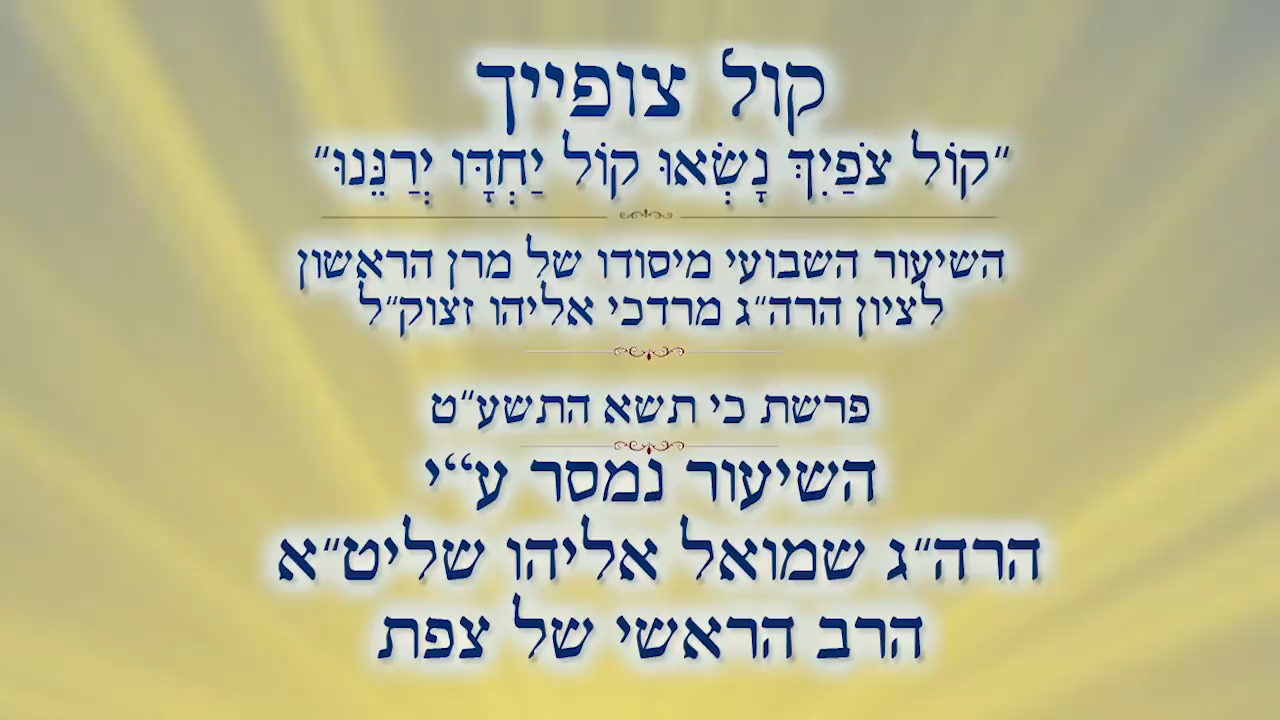 קול צופייך
"קוֹל צֹפַיִךְ נָשְׂאוּ קוֹל יַחְדָּו יְרַנֵּנוּ"
השיעור השבועי מיסודו של מרן הראשון
לציון הרה"ג מרדכי אליהו זצוק"ל
פרשת כי תשא התשע"ט
השיעור נמסר ע"י
הרה"ג שמואל אליהו שליט"א
הרב הראשי של צפת